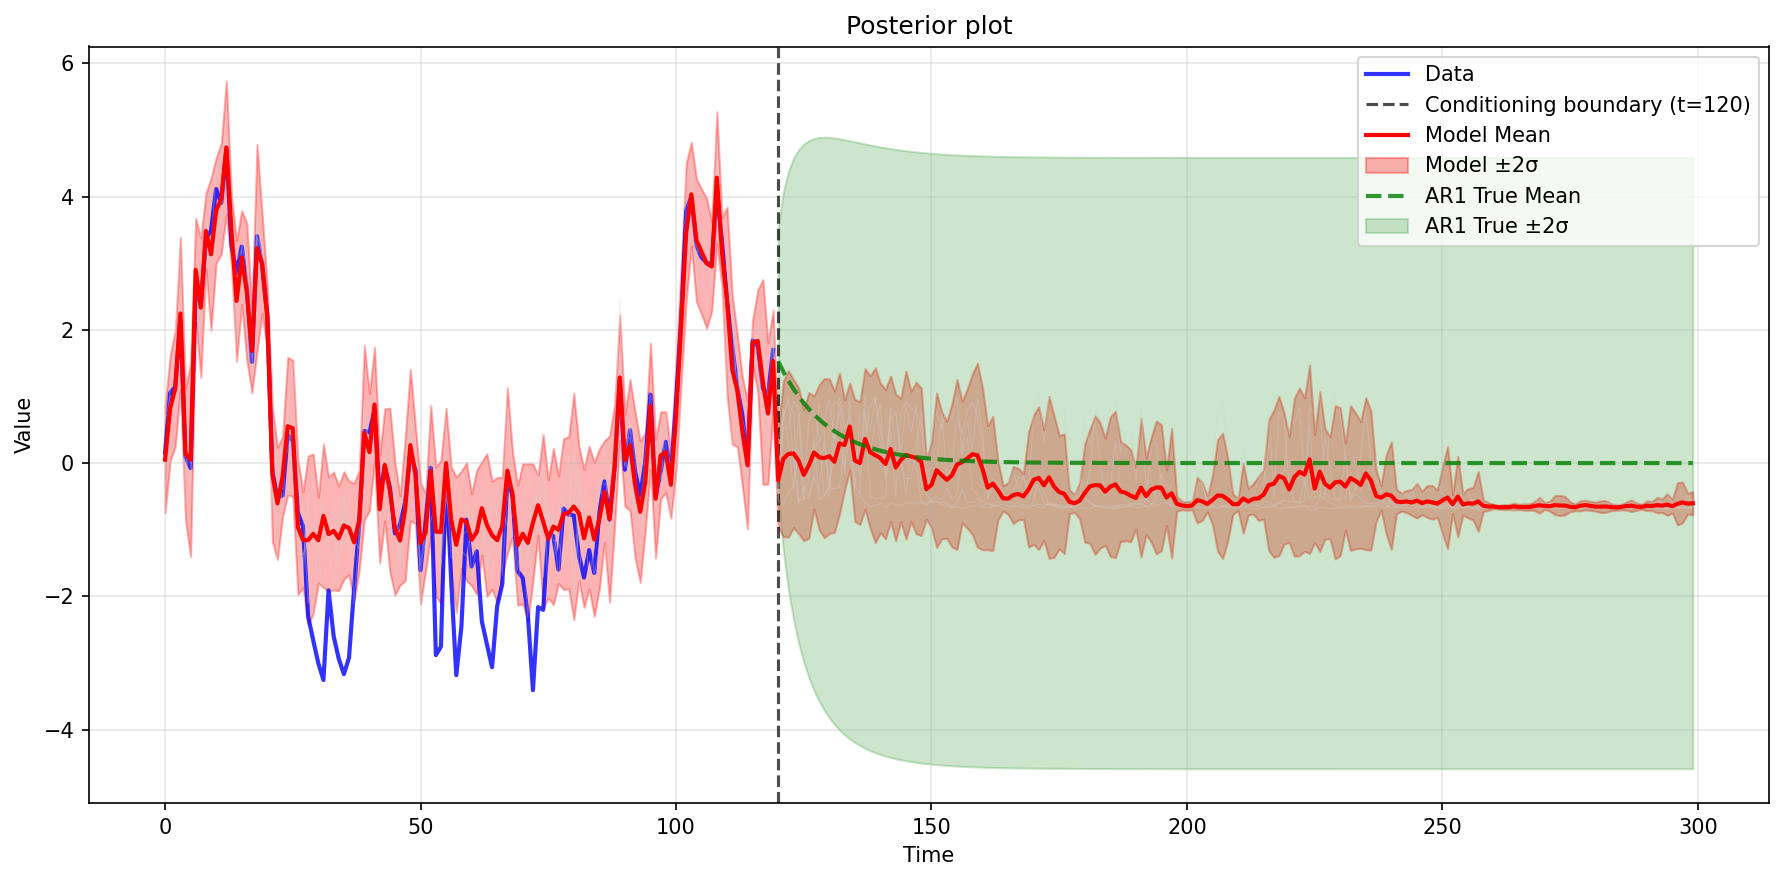 Posterior plot
Data
Conditioning boundary (t=120)
Model Mean
Model ±2σ
AR1 True Mean
AR1 True ±2σ
Value
6
4
2
0
−2
−4
0
50
100
150
200
250
300
Time